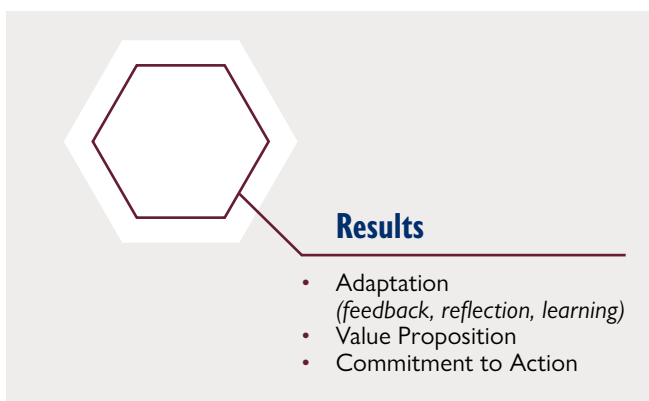 Results
• Adaptation
(feedback, reflection, learning)
• Value Proposition
• Commitment to Action